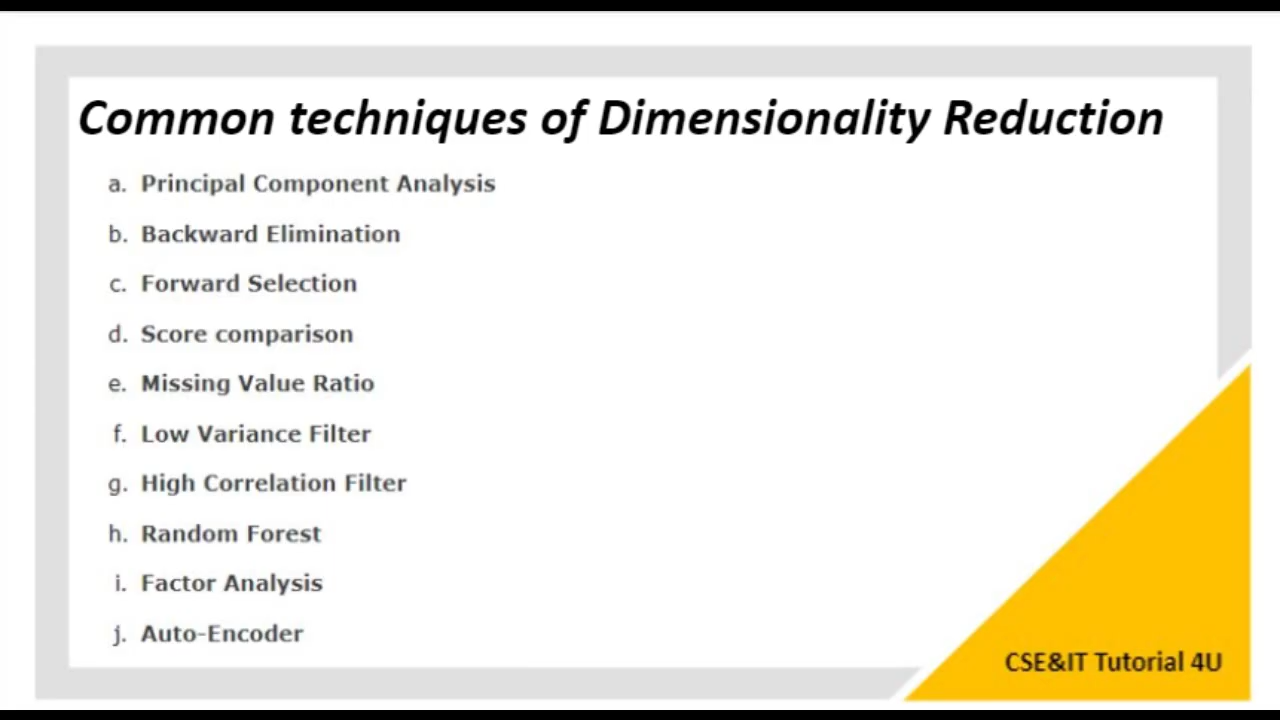 Common techniques of Dimensionality Reduction
a. Principal Component Analysis
b. Backward Elimination
c. Forward Selection
d. Score comparison
e. Missing Value Ratio
f. Low Variance Filter
g. High Correlation Filter
h. Random Forest
i. Factor Analysis
j. Auto-Encoder
CSE&IT Tutorial 4U